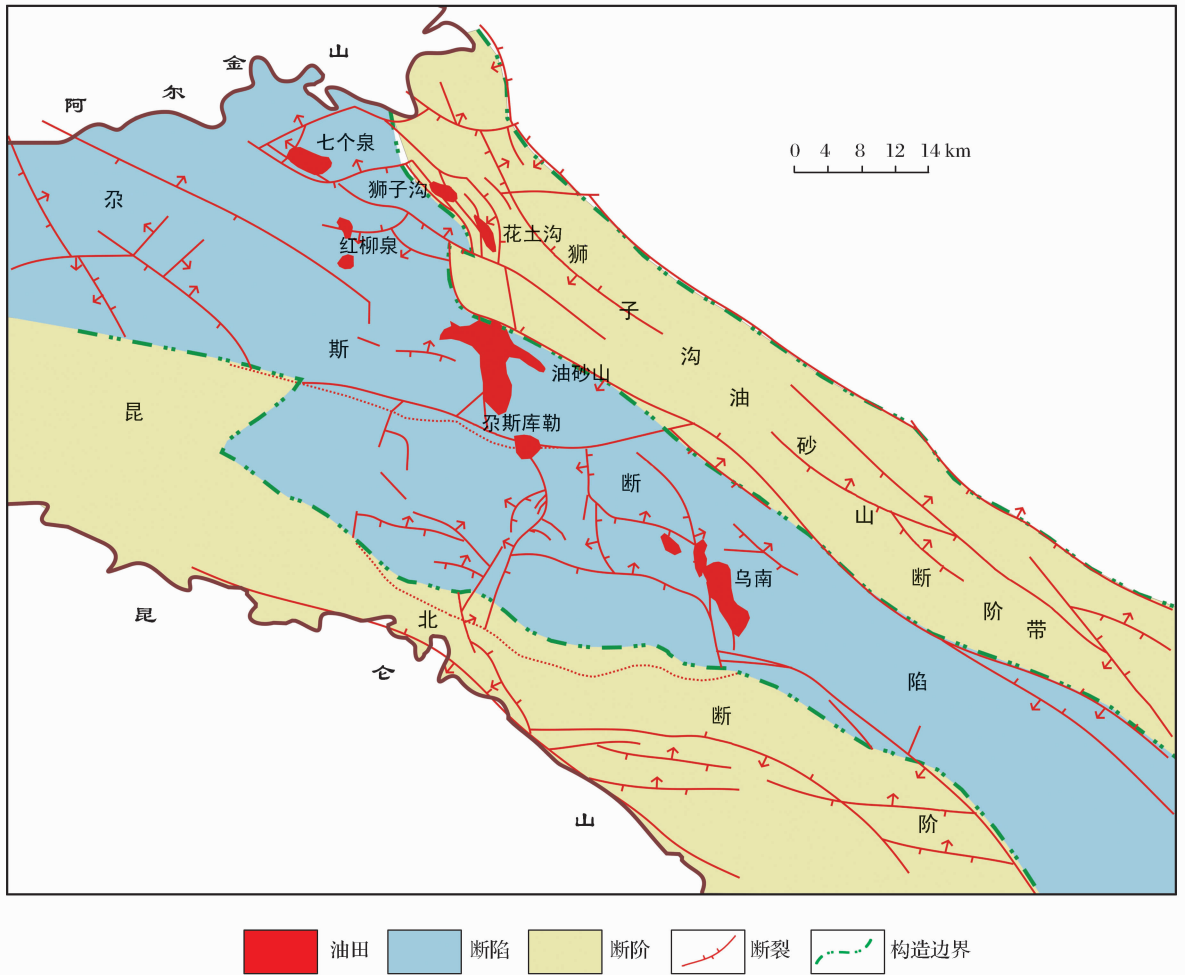 阿尔金山
0 4 8 12 14 km
七个泉
狮子沟
花土沟
红柳泉
油砂山
尕斯库勒
乌南
尕斯断陷
狮子沟油砂山断阶带
昆北断阶
昆仑山
油田
断陷
断阶
断裂
构造边界